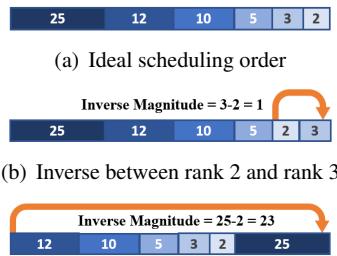 25 12 10 5 3 2
(a) Ideal scheduling order
Inverse Magnitude = 3-2 = 1
25 12 10 5 2 3
(b) Inverse between rank 2 and rank 3
Inverse Magnitude = 25-2 = 23
12 10 5 3 2 25